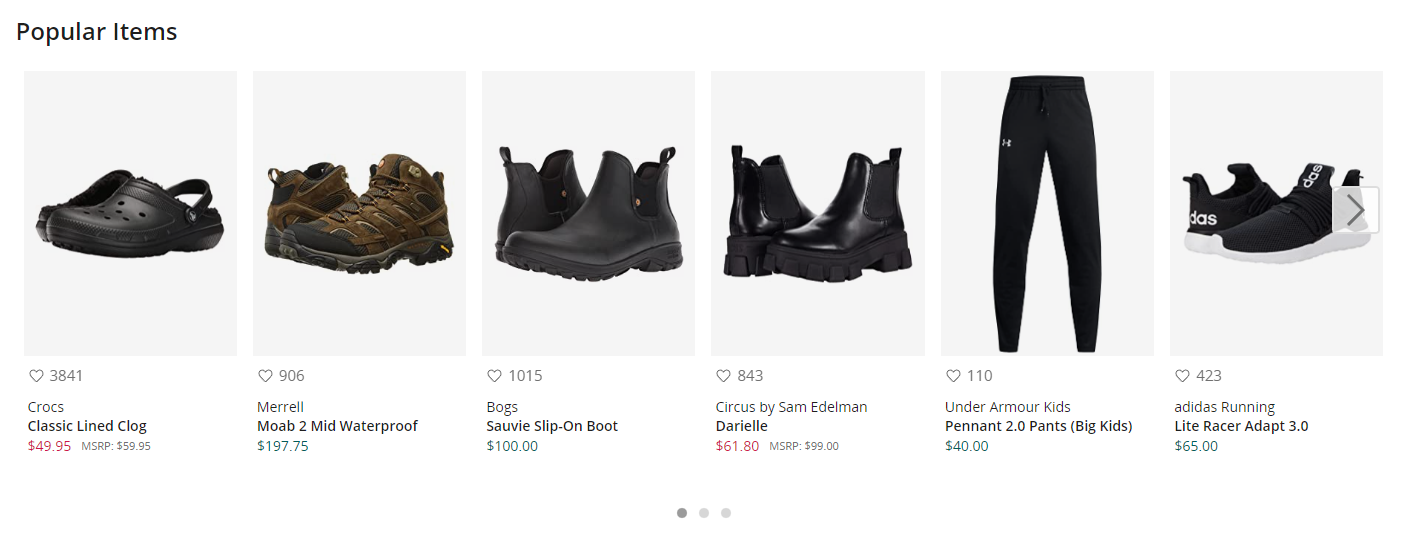 Popular Items
das
das
3841
906
1015
843
110
423
Crocs
Classic Lined Clog
$49.95 MSRP: $59.95
Merrell
Moab 2 Mid Waterproof
$197.75
Bogs
Sauvie Slip-On Boot
$100.00
Circus by Sam Edelman
Darielle
$61.80 MSRP: $99.00
Under Armour Kids
Pennant 2.0 Pants (Big Kids)
$40.00
adidas Running
Lite Racer Adapt 3.0
$65.00